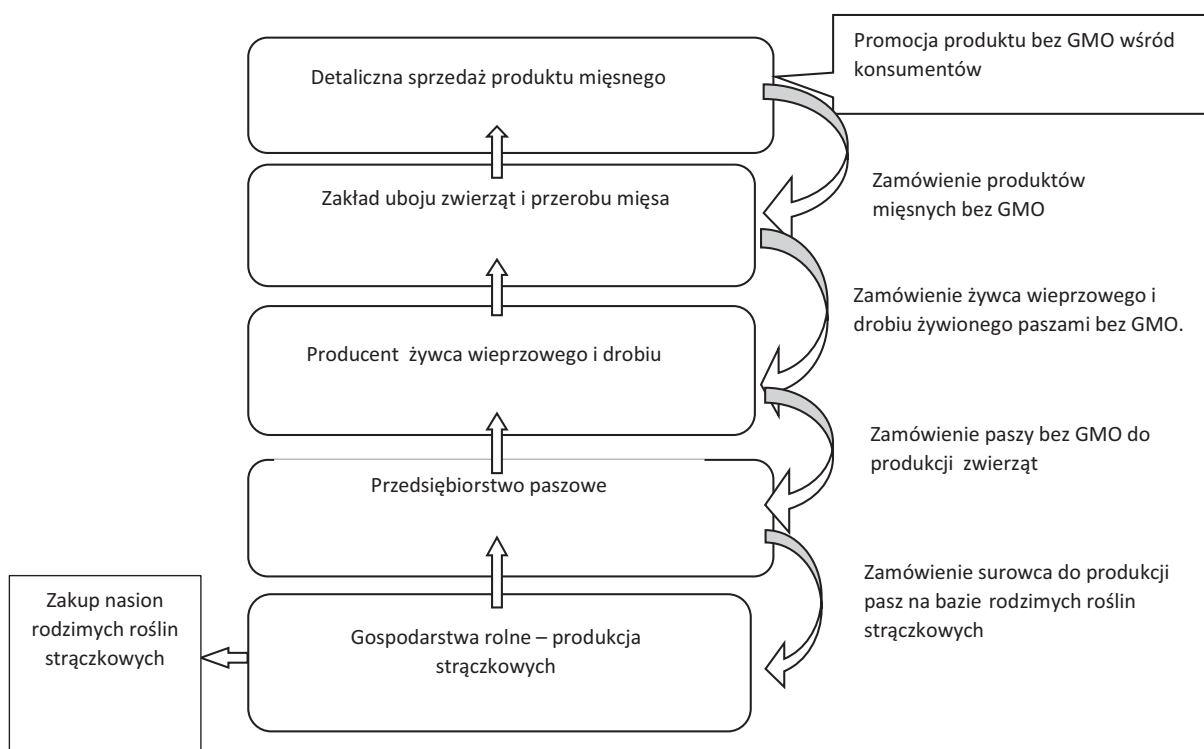 Promocja produktu bez GMO wśród
konsumentów
Detaliczna sprzedaż produktu mięsnego
Zamówienie produktów
mięsnych bez GMO
Zakład uboju zwierząt i przerobu mięsa
Zamówienie żywca wieprzowego i
drobiu żywionego paszami bez GMO.
Producent żywca wieprzowego i drobiu
Zamówienie paszy bez GMO do
produkcji zwierząt
Przedsiębiorstwo paszowe
Zamówienie surowca do produkcji
pasz na bazie rodzimych roślin
strączkowych
Gospodarstwa rolne – produkcja
strączkowych
Zakup nasion
rodzimych roślin
strączkowych